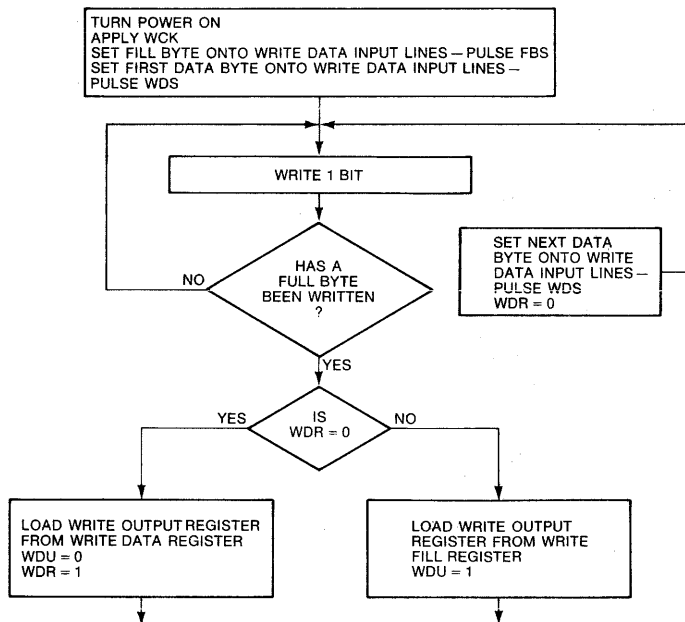 TURN POWER ON
APPLY WCK
SET FILL BYTE ONTO WRITE DATA INPUT LINES — PULSE FBS
SET FIRST DATA BYTE ONTO WRITE DATA INPUT LINES —
PULSE WDS
WRITE 1 BIT
HAS A
FULL BYTE
BEEN WRITTEN
?
NO
SET NEXT DATA
BYTE ONTO WRITE
DATA INPUT LINES —
PULSE WDS
WDR = 0
YES
IS
WDR = 0
YES
NO
LOAD WRITE OUTPUT REGISTER
FROM WRITE DATA REGISTER
WDU = 0
WDR = 1
LOAD WRITE OUTPUT
REGISTER FROM WRITE
FILL REGISTER
WDU = 1